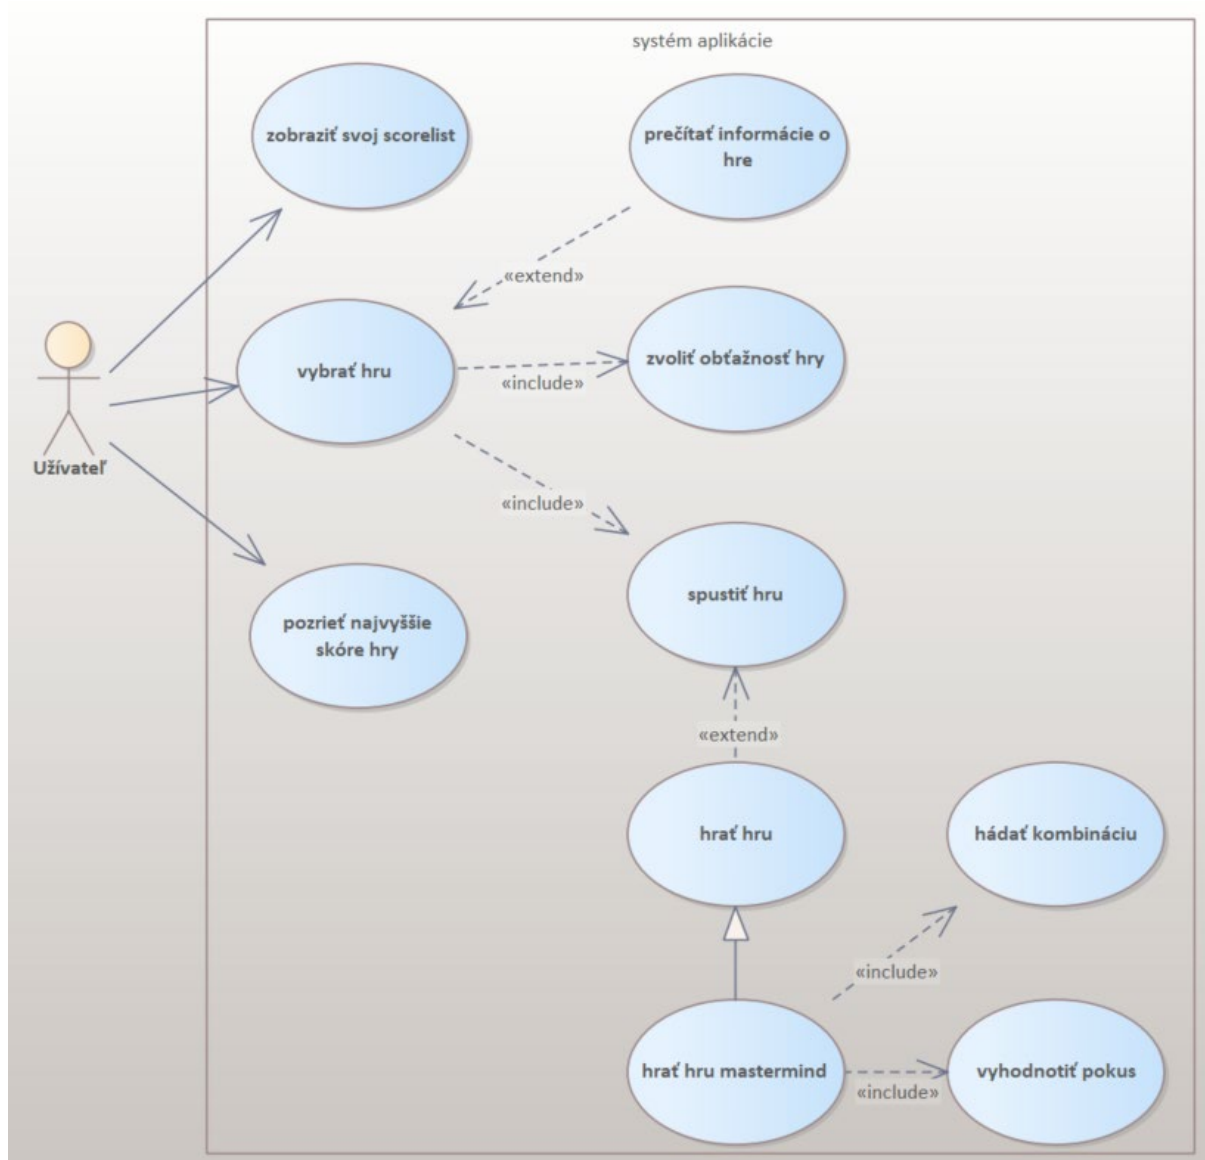 systém aplikácie
zobraziť svoj scorelist
prečítať informácie o
hre
«extend»
vybrať hru
zvoliť obťažnosť hry
«include»
Užívateľ
«include»
spustiť hru
pozrieť najvyššie
skóre hry
«extend»
hrať hru
hádať kombináciu
«include»
hrať hru mastermind
vyhodnotiť pokus
«include»